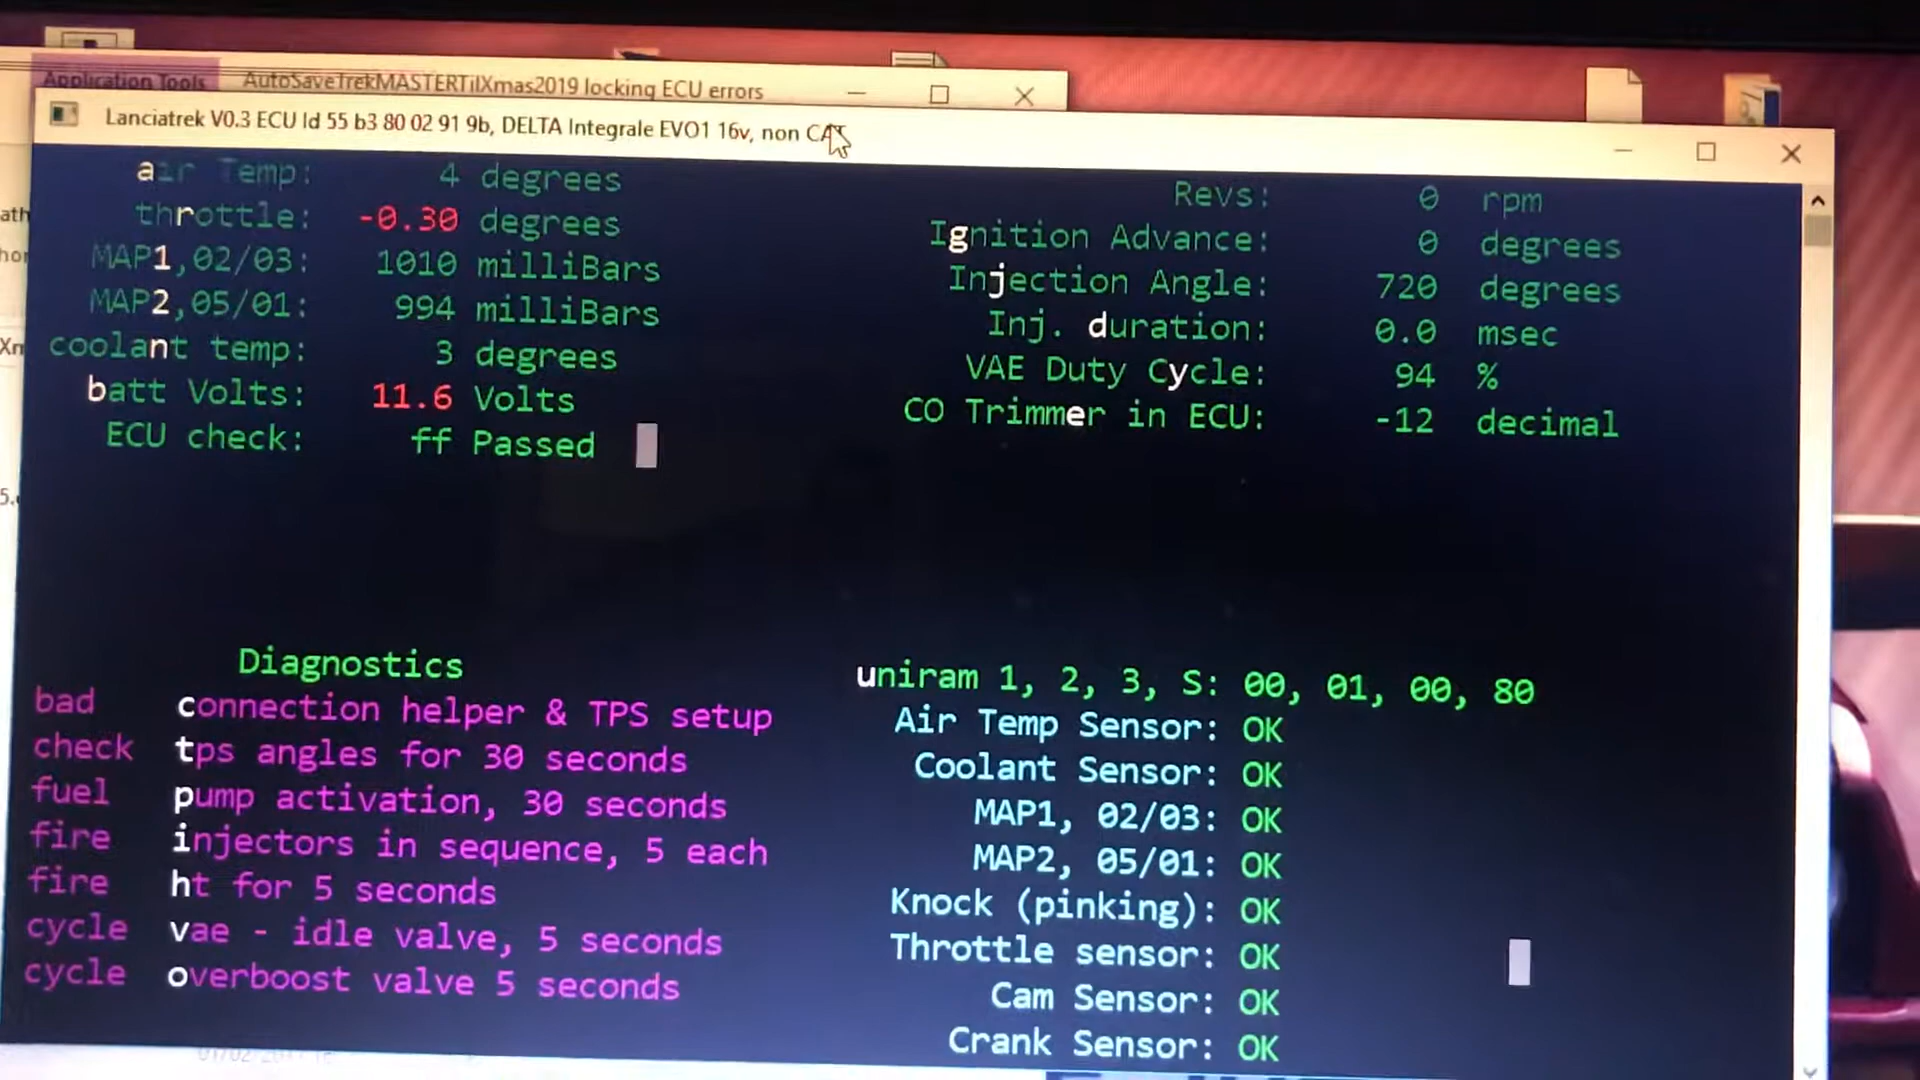 Application Tools
AutoSaveTrekMASTERTilXmas2019 locking ECU errors
Lanciatrek V0.3 ECU Id 55 b3 80 02 91 9b, DELTA Integrale EVO1 16v, non CAT
air Temp: 4 degrees
throttle: -0.30 degrees
MAP1,02/03: 1010 milliBars
MAP2,05/01: 994 milliBars
coolant temp: 3 degrees
batt Volts: 11.6 Volts
ECU check: ff Passed
Revs: 0 rpm
Ignition Advance: 0 degrees
Injection Angle: 720 degrees
Inj. duration: 0.0 msec
VAE Duty Cycle: 94 %
CO Trimmer in ECU: -12 decimal
Diagnostics
bad connection helper & TPS setup
check tps angles for 30 seconds
fuel pump activation, 30 seconds
fire injectors in sequence, 5 each
fire ht for 5 seconds
cycle vae - idle valve, 5 seconds
cycle overboost valve 5 seconds
uniram 1, 2, 3, S: 00, 01, 00, 80
Air Temp Sensor: OK
Coolant Sensor: OK
MAP1, 02/03: OK
MAP2, 05/01: OK
Knock (pinking): OK
Throttle sensor: OK
Cam Sensor: OK
Crank Sensor: OK